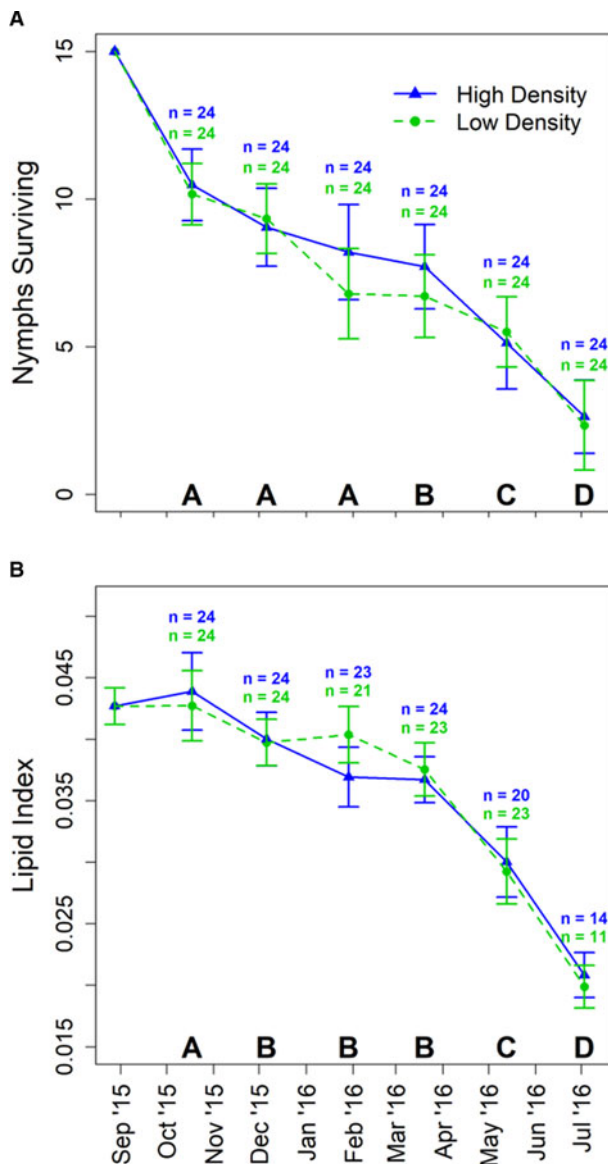 A
15
10
5
0
Nymphs Surviving
High Density
Low Density
n = 24
n = 24
n = 24
n = 24
n = 24
n = 24
n = 24
n = 24
n = 24
n = 24
n = 24
n = 24
A A A B C D
B
0.045
0.035
0.025
0.015
Lipid Index
n = 24
n = 24
n = 24
n = 24
n = 23
n = 21
n = 24
n = 23
n = 20
n = 23
n = 14
n = 11
A B B B C D
Sep '15
Oct '15
Nov '15
Dec '15
Jan '16
Feb '16
Mar '16
Apr '16
May '16
Jun '16
Jul '16